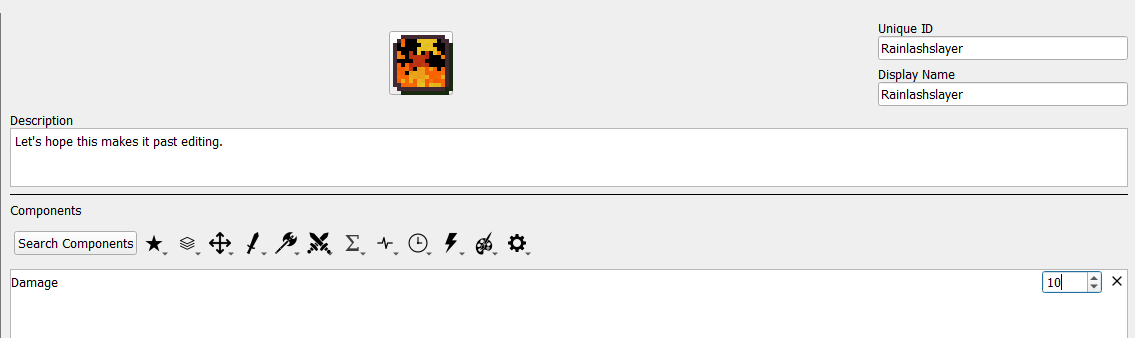 Unique ID
Rainlashslayer
Display Name
Rainlashslayer
Description
Let's hope this makes it past editing.
Components
Search Components
Damage 10